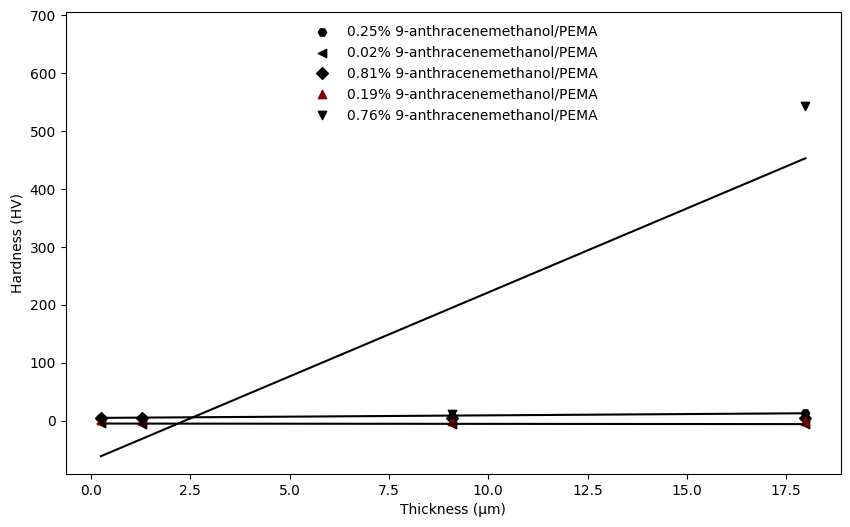 700
600
500
400
300
200
100
0
Hardness (HV)
0.25% 9-anthracenemethanol/PEMA
0.02% 9-anthracenemethanol/PEMA
0.81% 9-anthracenemethanol/PEMA
0.19% 9-anthracenemethanol/PEMA
0.76% 9-anthracenemethanol/PEMA
0.0 2.5 5.0 7.5 10.0 12.5 15.0 17.5
Thickness (μm)